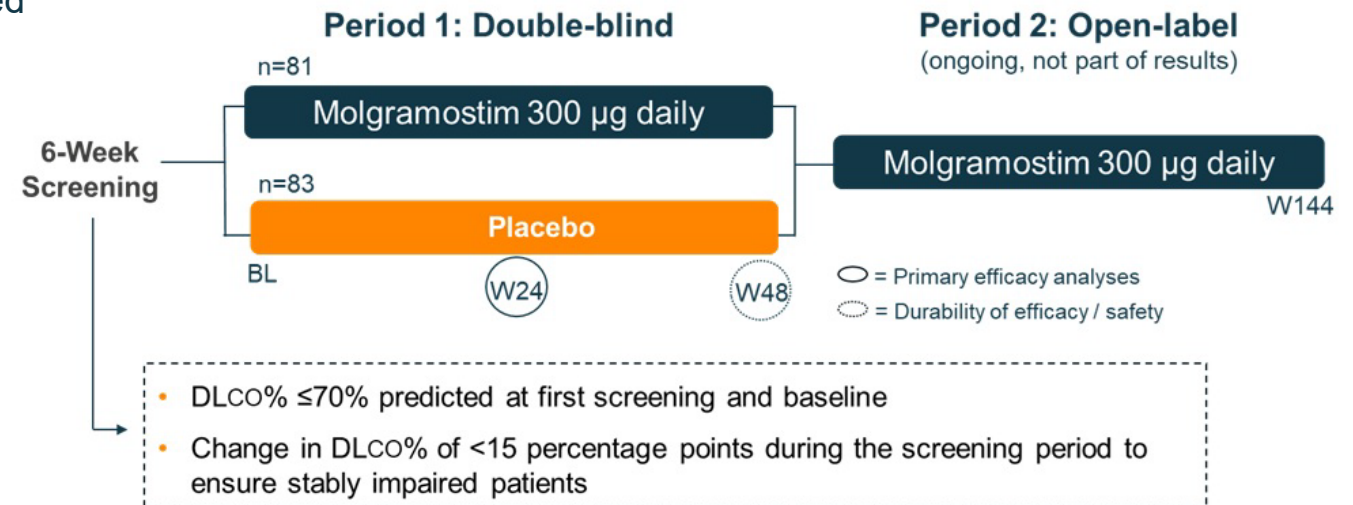 ed
Period 1: Double-blind
Period 2: Open-label
(ongoing, not part of results)
n=81
Molgramostim 300 µg daily
6-Week
Screening
Molgramostim 300 µg daily
n=83
W144
Placebo
BL
W24
W48
= Primary efficacy analyses
= Durability of efficacy / safety
• DLCO% ≤70% predicted at first screening and baseline
• Change in DLCO% of <15 percentage points during the screening period to
ensure stably impaired patients